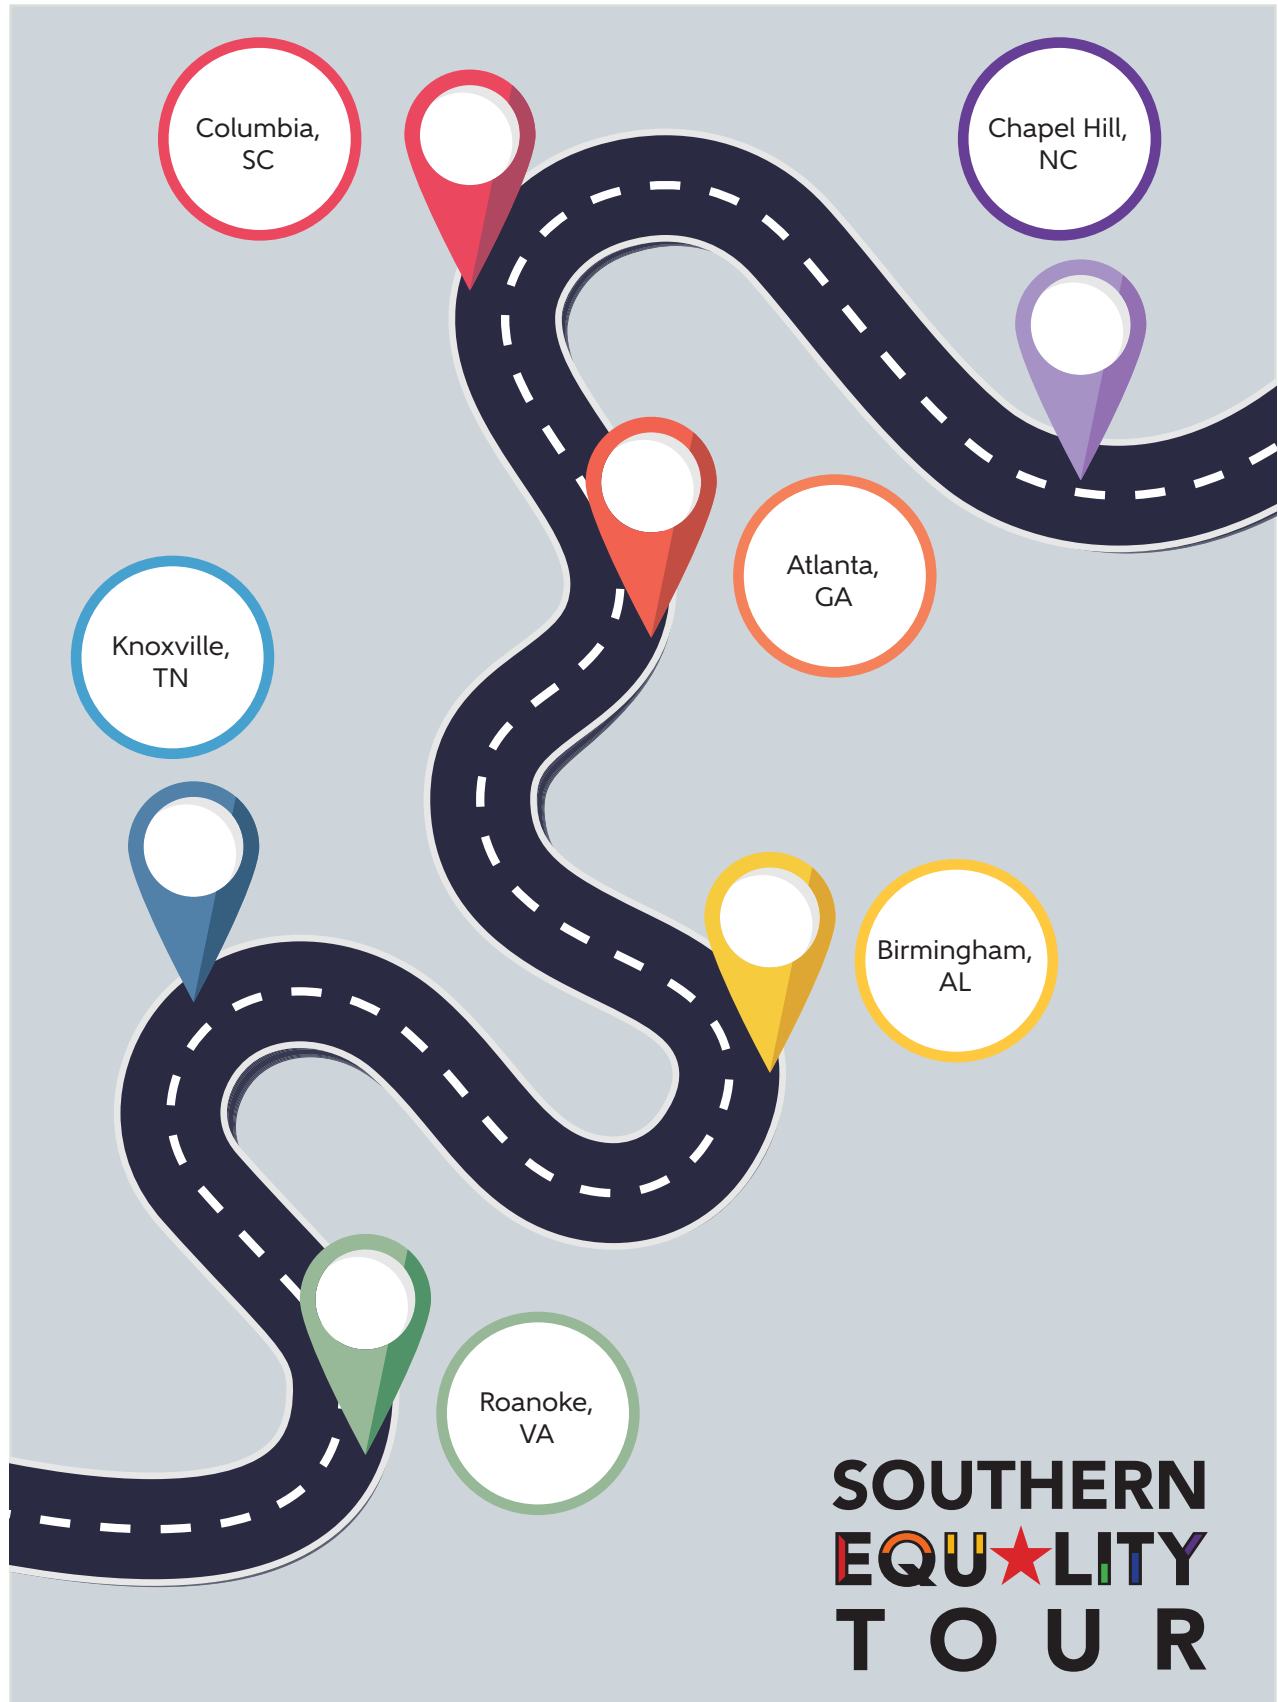 Columbia,
SC
Chapel Hill,
NC
Atlanta,
GA
Knoxville,
TN
Birmingham,
AL
Roanoke,
VA
SOUTHERN
EQU★LITY
TOUR